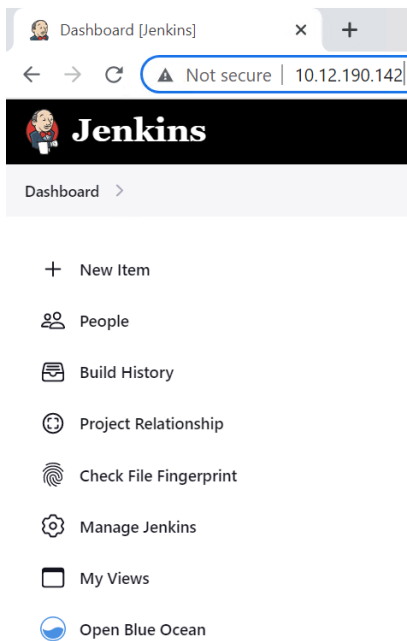 Dashboard [Jenkins]
Not secure | 10.12.190.142
Jenkins
Dashboard >
New Item
People
Build History
Project Relationship
Check File Fingerprint
Manage Jenkins
My Views
Open Blue Ocean